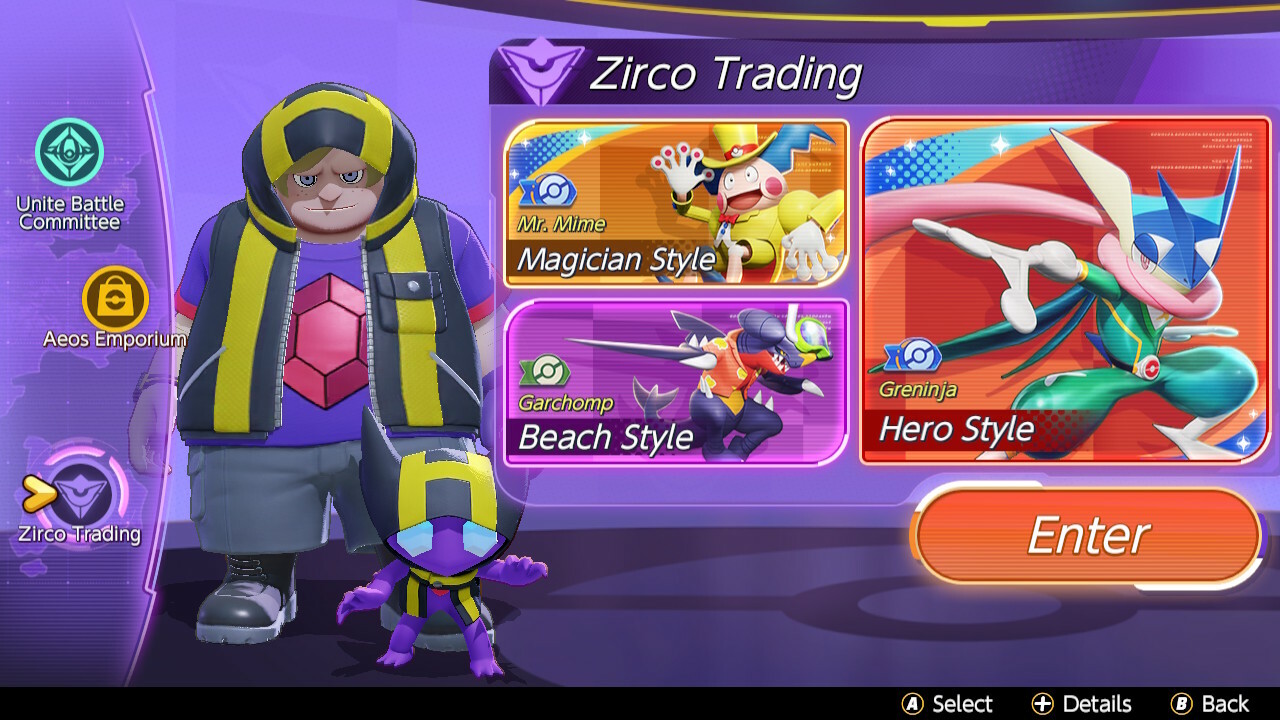 Zirco Trading
Unite Battle
Committee
Aeos Emporium
Zirco Trading
Mr. Mime
Magician Style
Garchomp
Beach Style
Greninja
Hero Style
Enter
A Select
+ Details
B Back